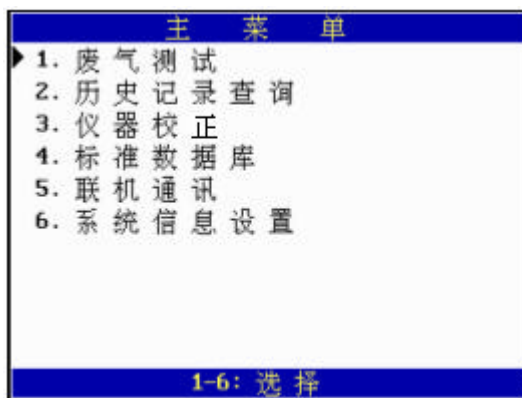 主 菜 单
1. 废 气 测 试
2. 历 史 记 录 查 询
3. 仪 器 校 正
4. 标 准 数 据 库
5. 联 机 通 讯
6. 系 统 信 息 设 置
1-6: 选 择